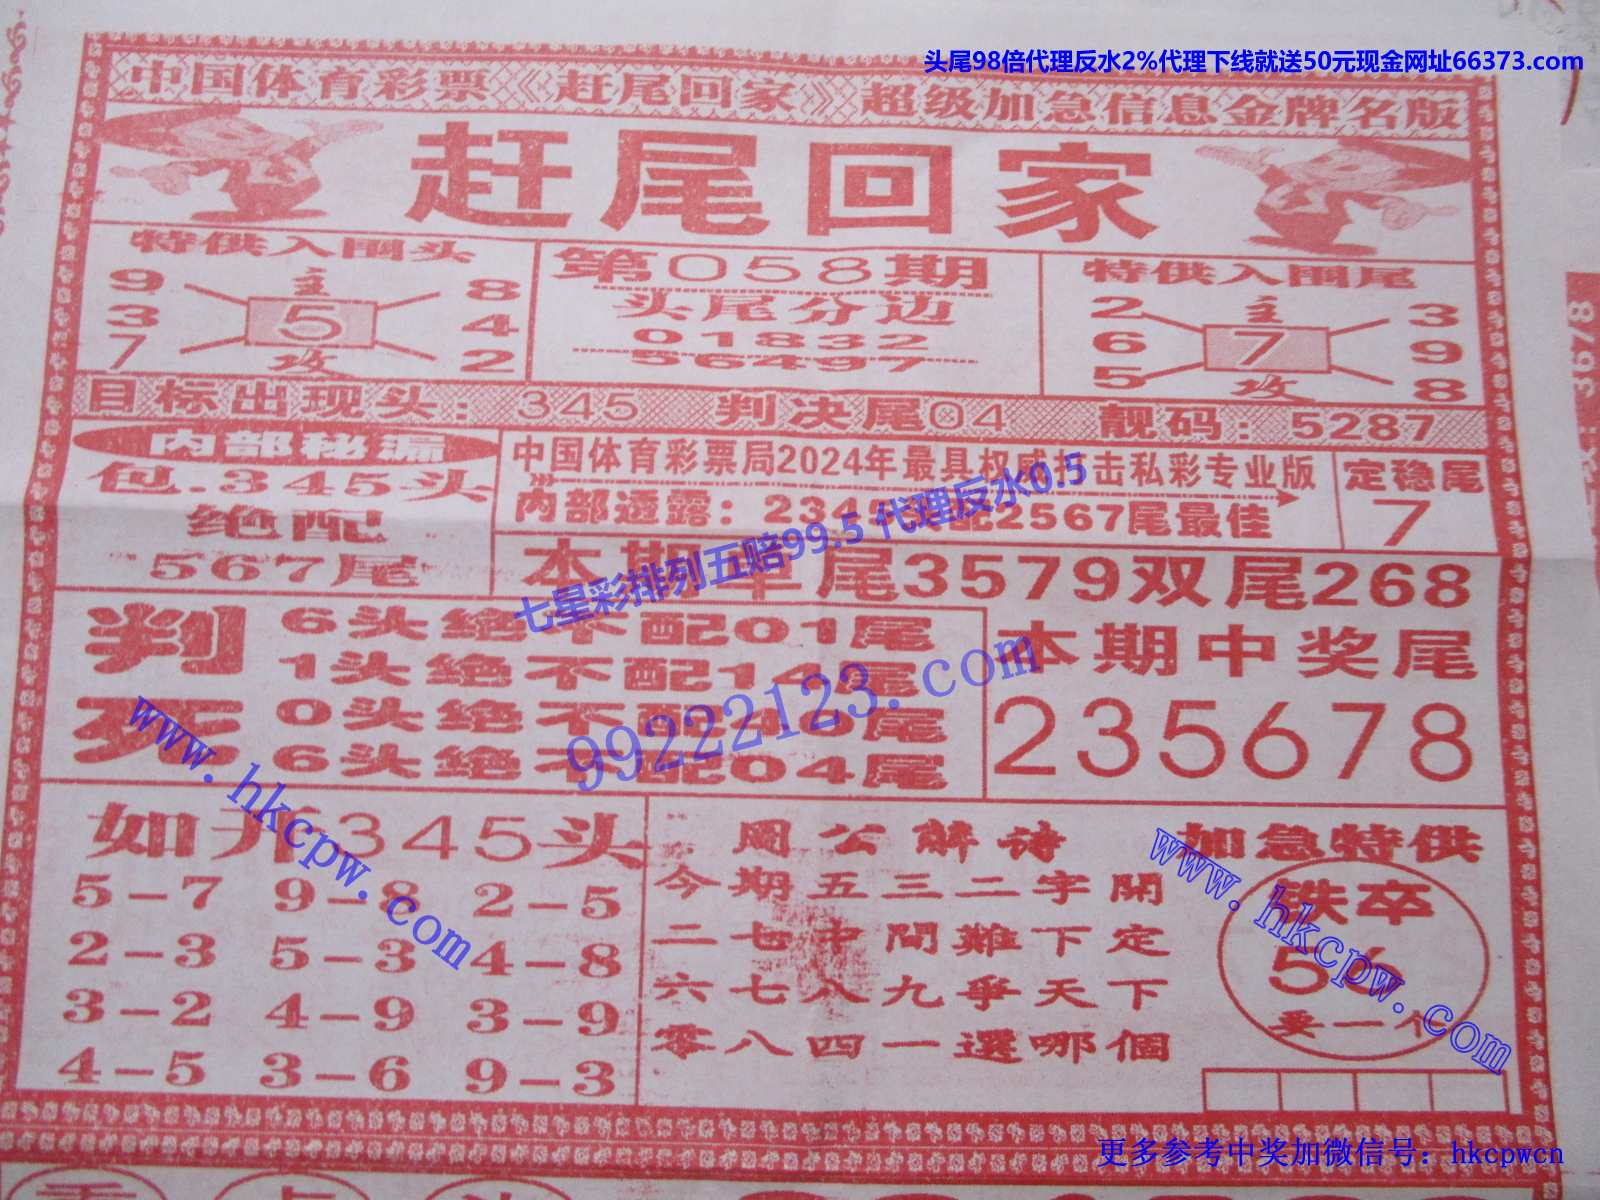 头尾98倍代理反水2%代理下线就送50元现金网址66373.com
中国体育彩票《赶尾回家》超级加急信息金牌名版
赶尾回家
特供入围头
9 主 8
3 5 4
7 攻 2
第058期
头尾分边
01832
56497
特供入围尾
2 主 3
6 7 9
5 攻 8
目标出现头：345 判决尾04 靓码：5287
内部秘漏
包.345头
绝配
567尾
中国体育彩票局2024年最具权威打击私彩专业版
内部透露：234 2567尾最佳
定稳尾
7
本期单尾3579双尾268
七星彩排列五赔99.5 代理反水0.5
判死
6头绝不配01尾
1头绝不配14尾
0头绝不配 尾
6头绝不配04尾
99222123.com
本期中奖尾
235678
如开345头
5-7 9-8 2-5
2-3 5-3 4-8
3-2 4-9 3-9
4-5 3-6 9-3
周公解诗
今期五三二字開
二七中間難下定
六七八九爭天下
零八四一選哪個
加急特供
铁卒
56
卖一个
www.hkcpw.com
www.hkcpw.com
更多参考中奖加微信号：hkcpwcn
3678